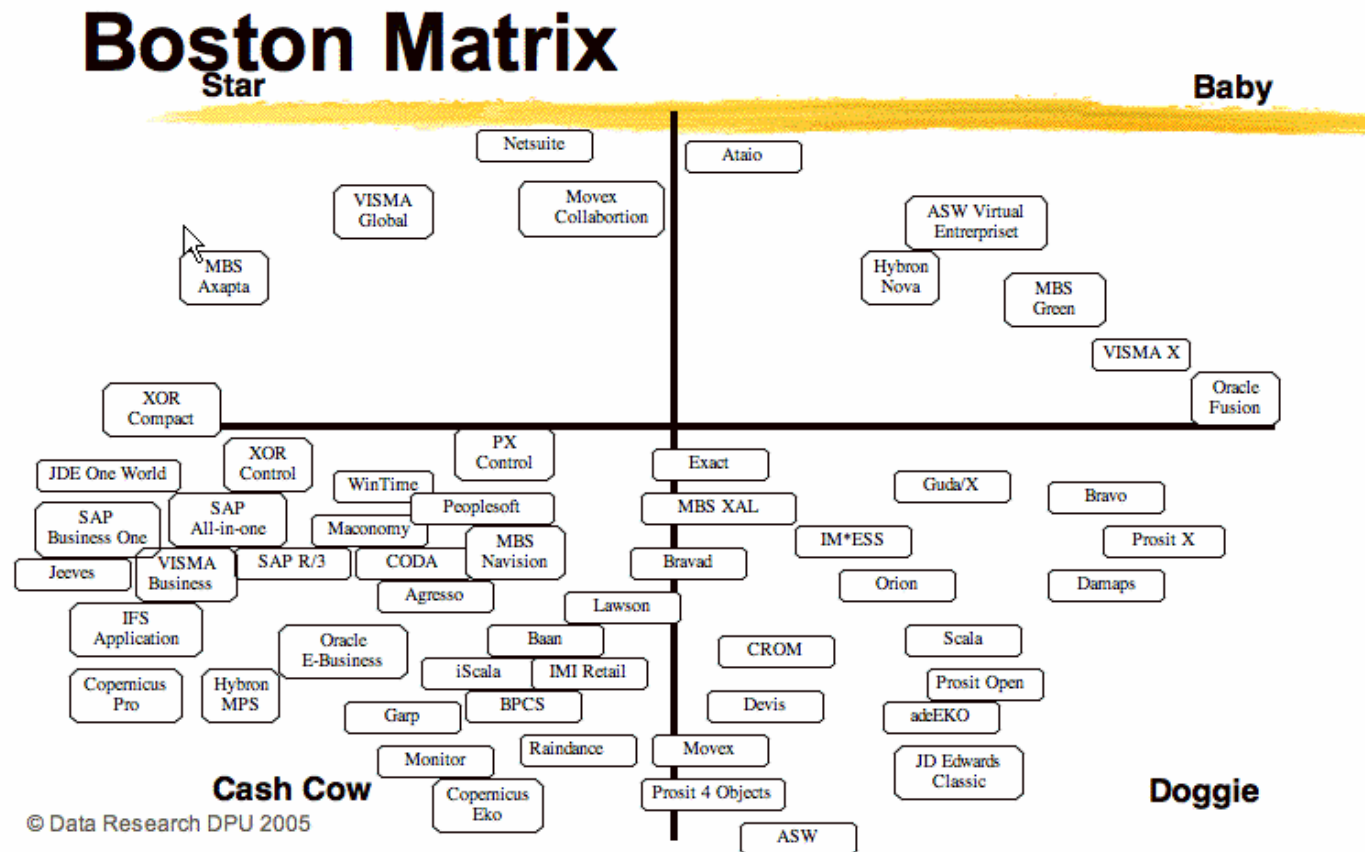 Boston Matrix
Star
Baby
Netsuite
Ataio
VISMA
Global
Movex
Collabortion
ASW Virtual
Entrerpriset
MBS
Axapta
Hybron
Nova
MBS
Green
VISMA X
Oracle
Fusion
XOR
Compact
PX
Control
XOR
Control
Exact
JDE One World
WinTime
Guda/X
Bravo
Peoplesoft
MBS XAL
SAP
Business One
SAP
All-in-one
Maconomy
MBS
Navision
IM*ESS
Prosit X
Jeeves
VISMA
Business
SAP R/3
CODA
Bravad
Orion
Damaps
Agresso
Lawson
IFS
Application
Oracle
E-Business
Baan
CROM
Scala
iScala
IMI Retail
Copernicus
Pro
Hybron
MPS
Prosit Open
Garp
BPCS
Devis
adeEKO
Monitor
Raindance
Movex
JD Edwards
Classic
Cash Cow
Copernicus
Eko
Prosit 4 Objects
Doggie
© Data Research DPU 2005
ASW